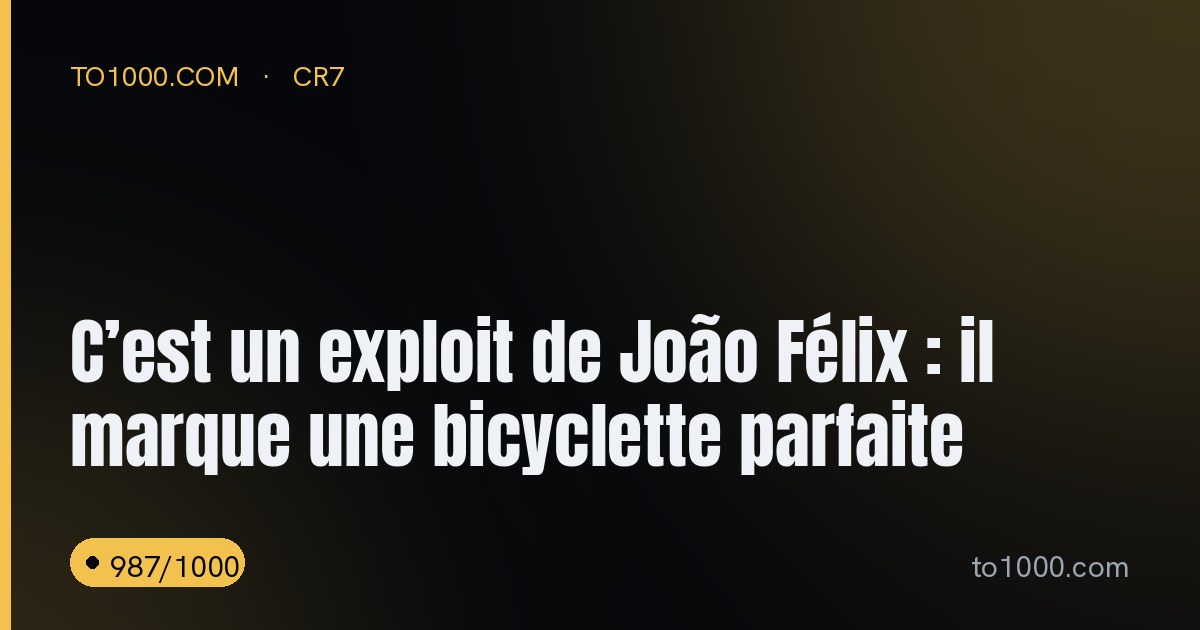 TO1000.COM · CR7
C’est un exploit de João Félix : il
marque une bicyclette parfaite
987/1000
to1000.com